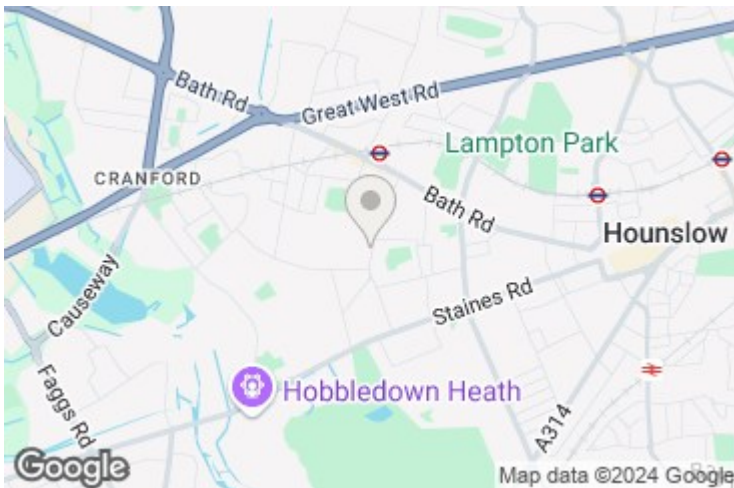 Bath Rd
Great West Rd
Lampton Park
CRANFORD
Bath Rd
Hounslow
Causeway
Staines Rd
Faggs Rd
Hobbledown Heath
A314
Google
Map data ©2024 Google